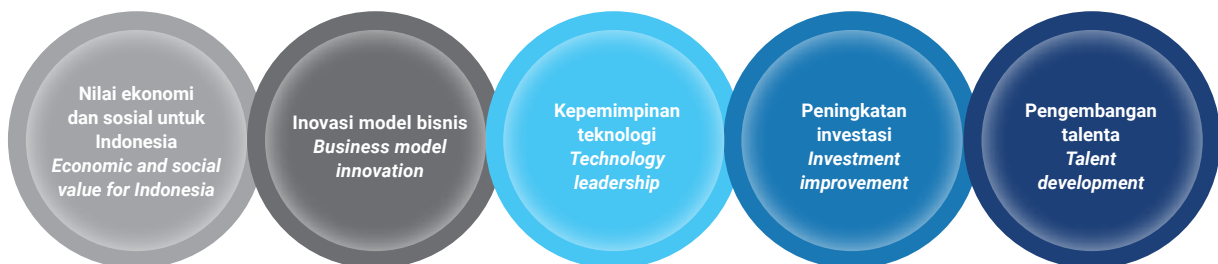 Nilai ekonomi
dan sosial untuk
Indonesia
Economic and social
value for Indonesia
Inovasi model bisnis
Business model
innovation
Kepemimpinan
teknologi
Technology
leadership
Peningkatan
investasi
Investment
improvement
Pengembangan
talenta
Talent
development